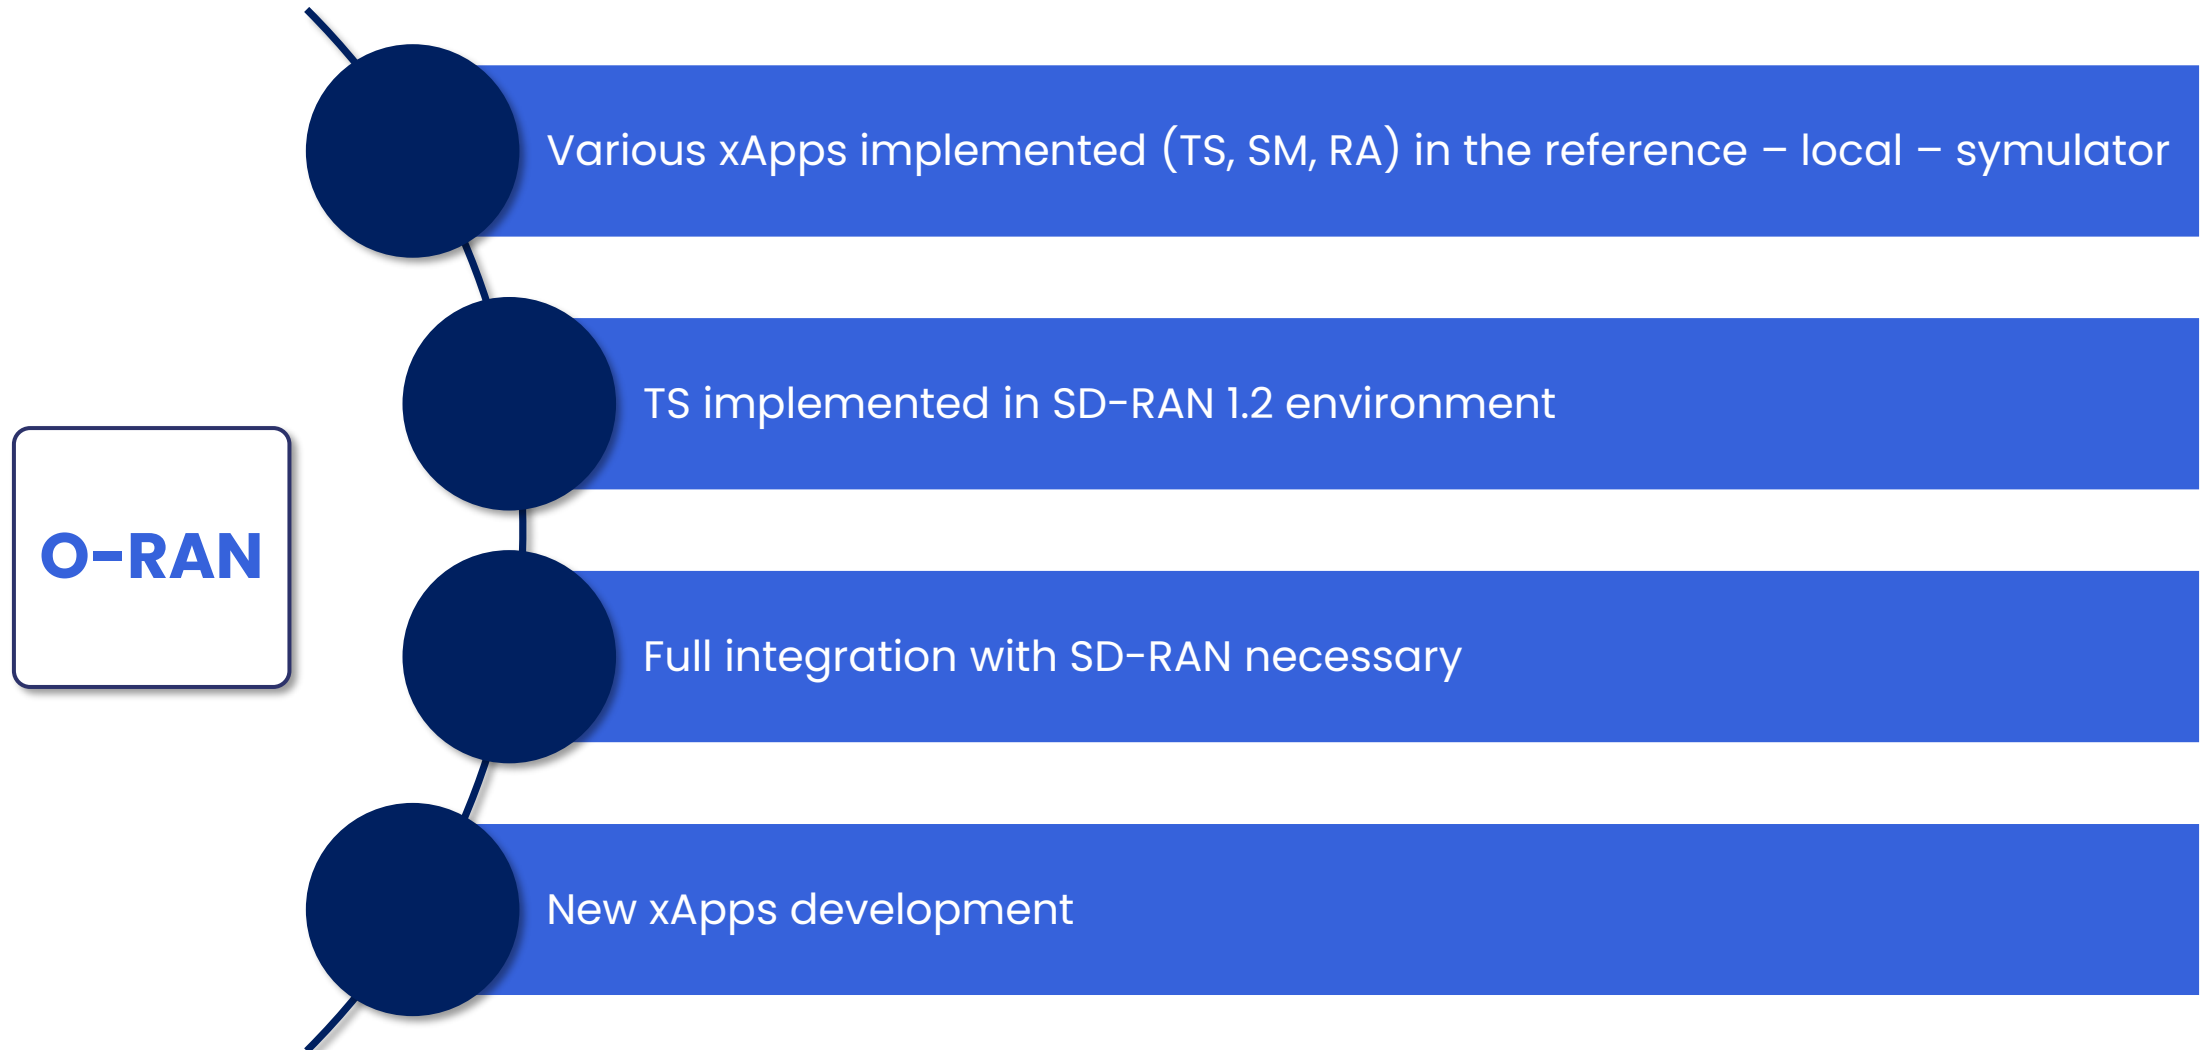 Various xApps implemented (TS, SM, RA) in the reference – local – symulator
TS implemented in SD-RAN 1.2 environment
O-RAN
Full integration with SD-RAN necessary
New xApps development